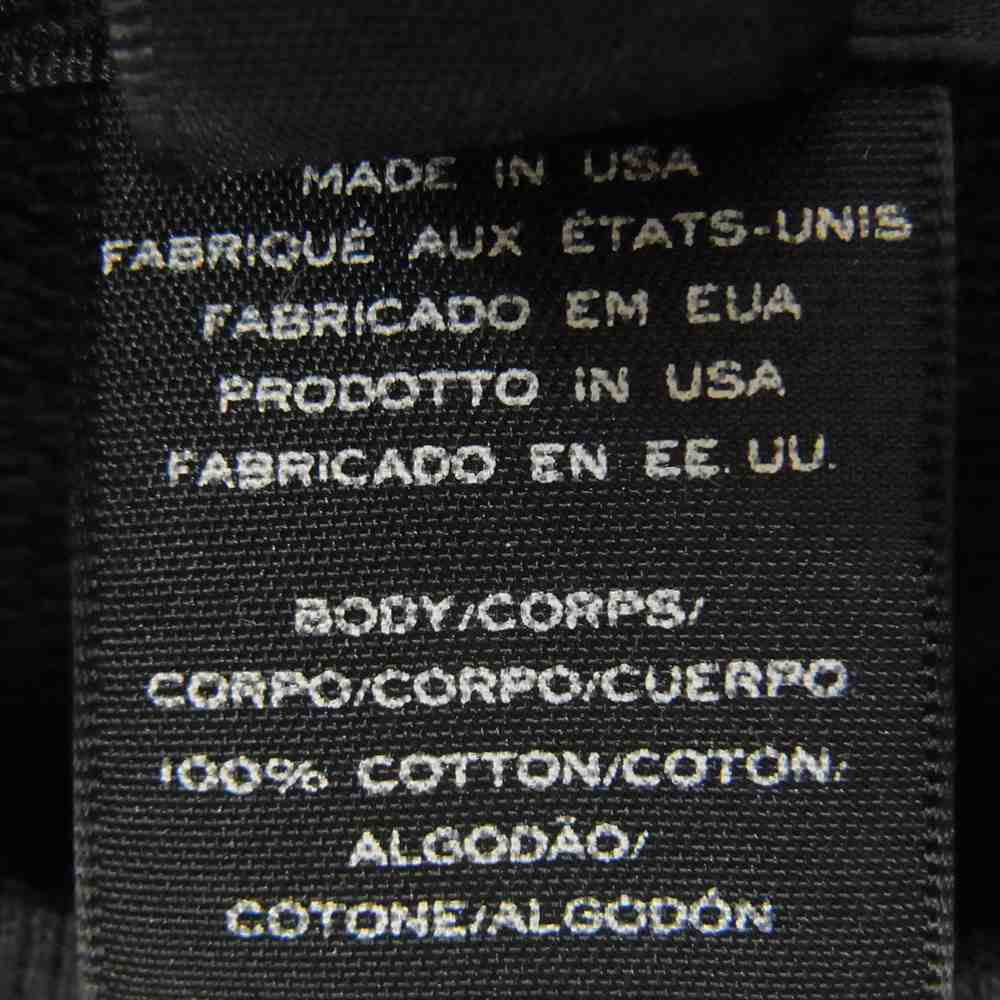 MADE IN USA
FABRIQUÉ AUX ÉTATS-UNIS
FABRICADO EM EUA
PRODOTTO IN USA
FABRICADO EN EE. UU.
BODY/CORPS/
CORPO/CORPO/CUERPO
100% COTTON/COTON/
ALGODÃO/
COTONE/ALGODÓN